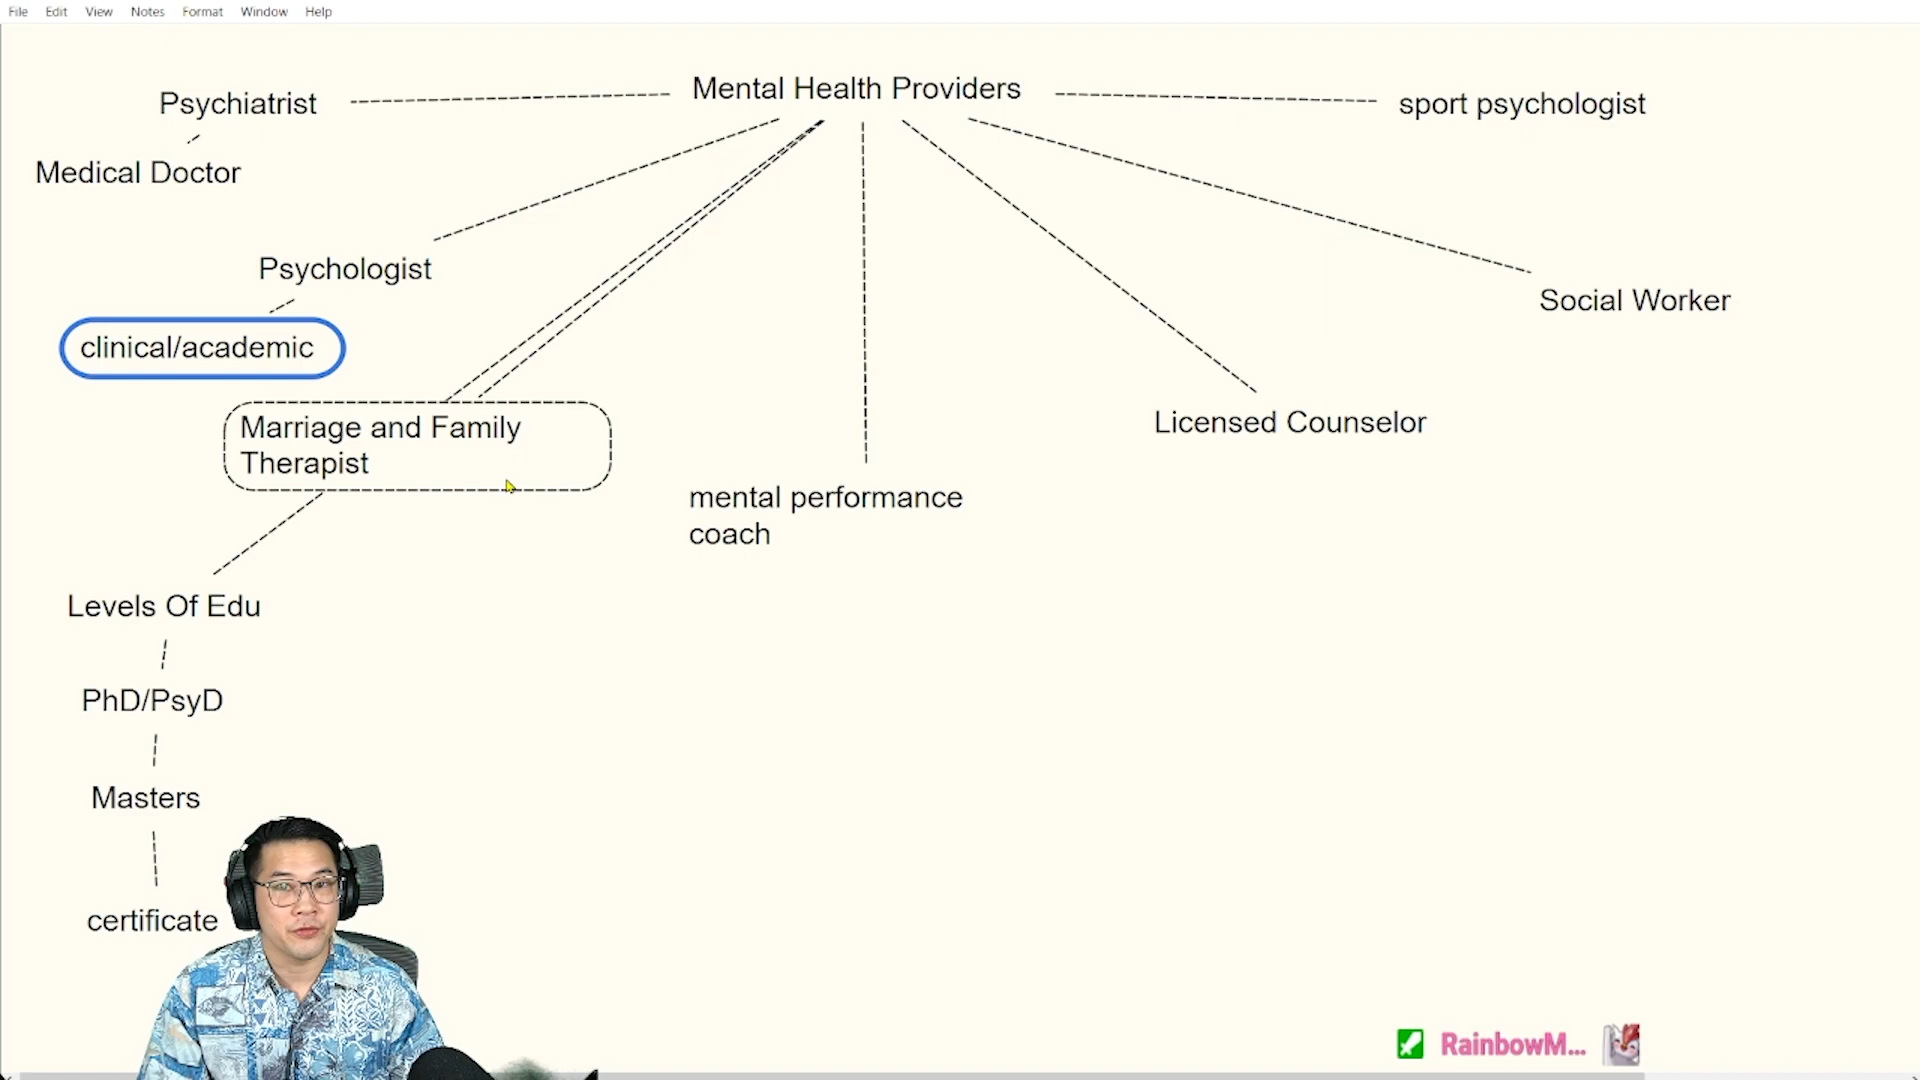 File Edit View Notes Format Window Help
Mental Health Providers
Psychiatrist
sport psychologist
Medical Doctor
Psychologist
Social Worker
clinical/academic
Marriage and Family
Therapist
Licensed Counselor
mental performance
coach
Levels Of Edu
PhD/PsyD
Masters
certificate
RainbowM...